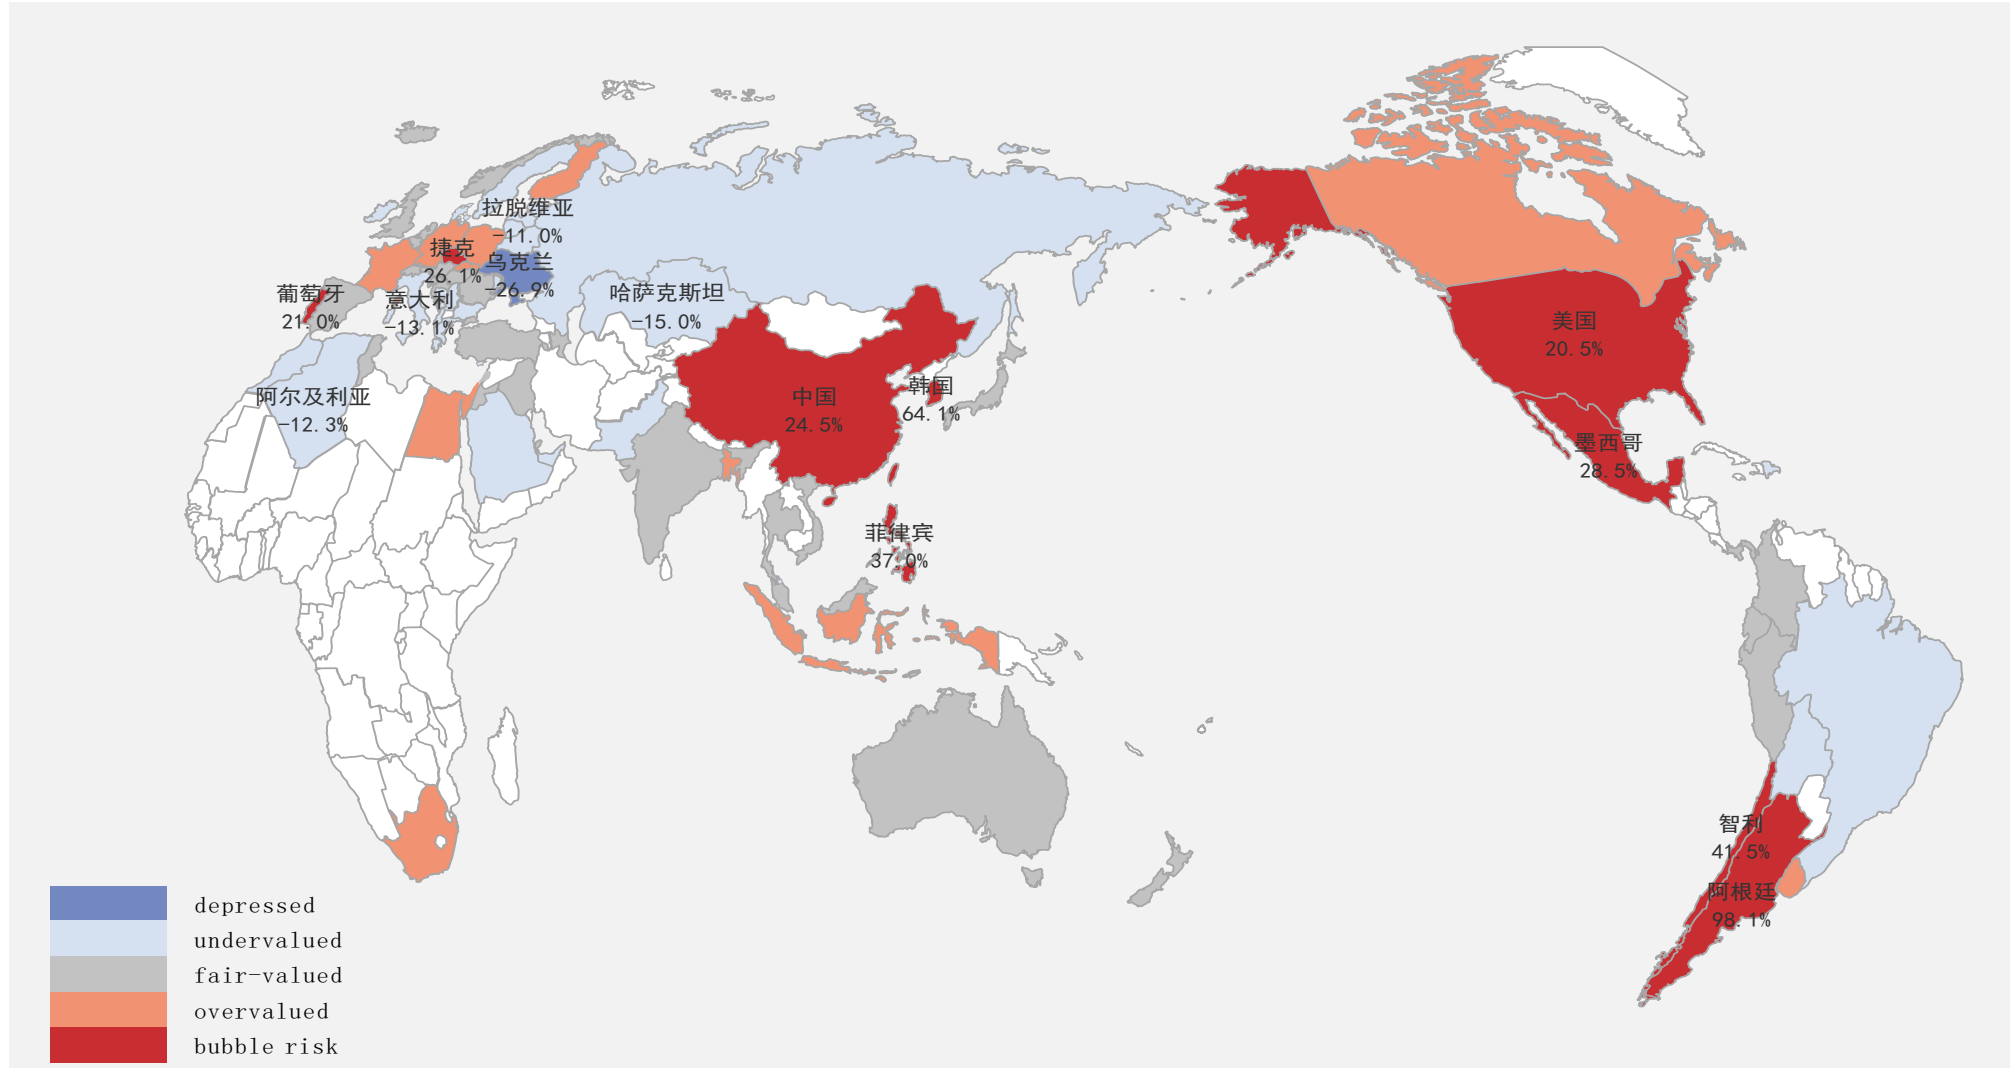 拉脱维亚
-11.0%
捷克
26.1%
乌克兰
-26.9%
葡萄牙
21.0%
意大利
-13.1%
哈萨克斯坦
-15.0%
美国
20.5%
阿尔及利亚
-12.3%
中国
24.5%
韩国
64.1%
墨西哥
28.5%
菲律宾
37.0%
智利
41.5%
阿根廷
98.1%
depressed
undervalued
fair-valued
overvalued
bubble risk